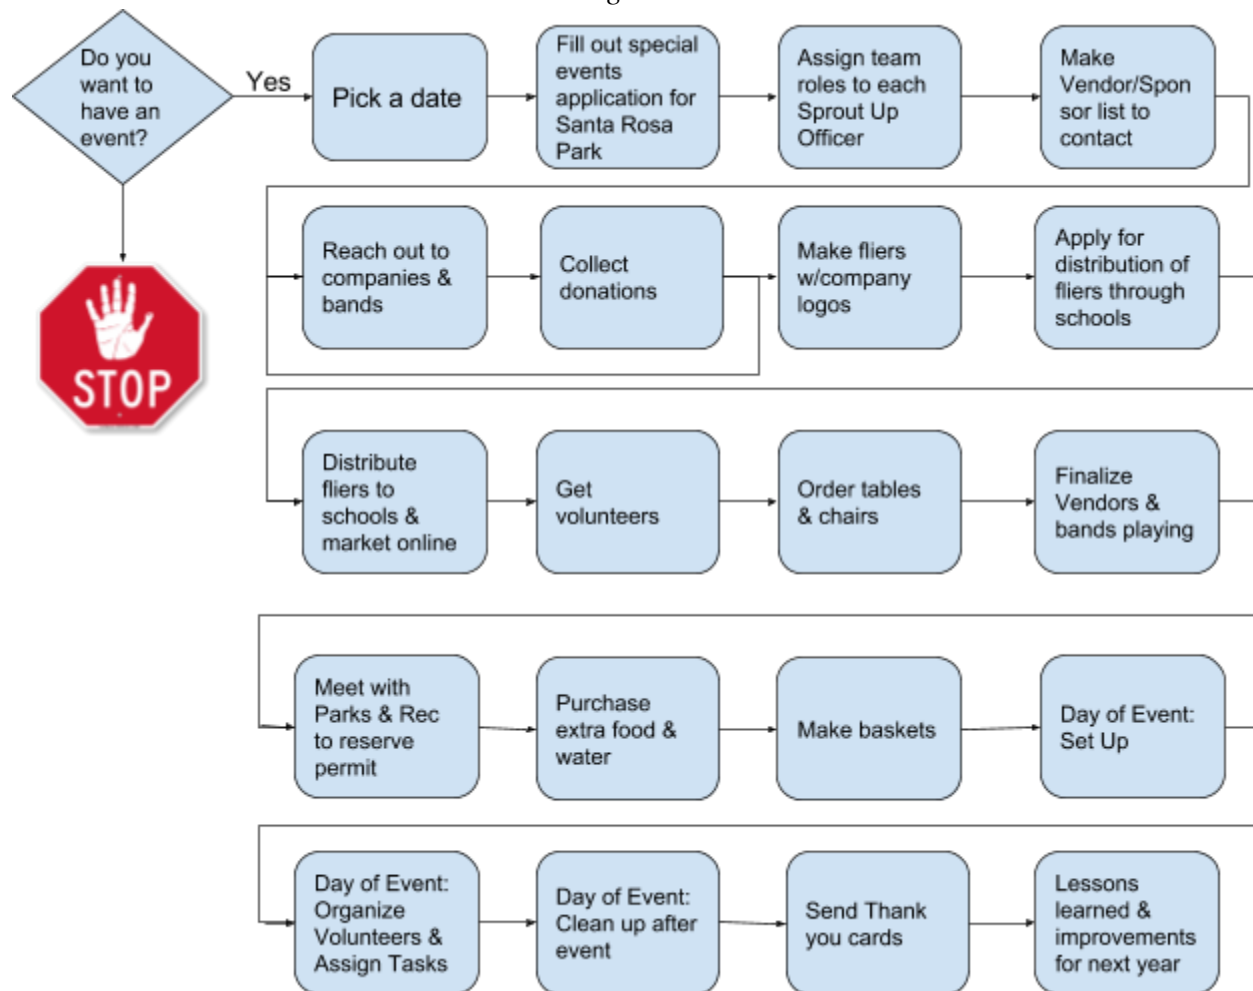 Do you
want to
have an
event?
Yes
Pick a date
Fill out special
events
application for
Santa Rosa
Park
Assign team
roles to each
Sprout Up
Officer
Make
Vendor/Spon
sor list to
contact
STOP
Reach out to
companies &
bands
Collect
donations
Make fliers
w/company
logos
Apply for
distribution of
fliers through
schools
Distribute
fliers to
schools &
market online
Get
volunteers
Order tables
& chairs
Finalize
Vendors &
bands playing
Meet with
Parks & Rec
to reserve
permit
Purchase
extra food &
water
Make baskets
Day of Event:
Set Up
Day of Event:
Organize
Volunteers &
Assign Tasks
Day of Event:
Clean up after
event
Send Thank
you cards
Lessons
learned &
improvements
for next year